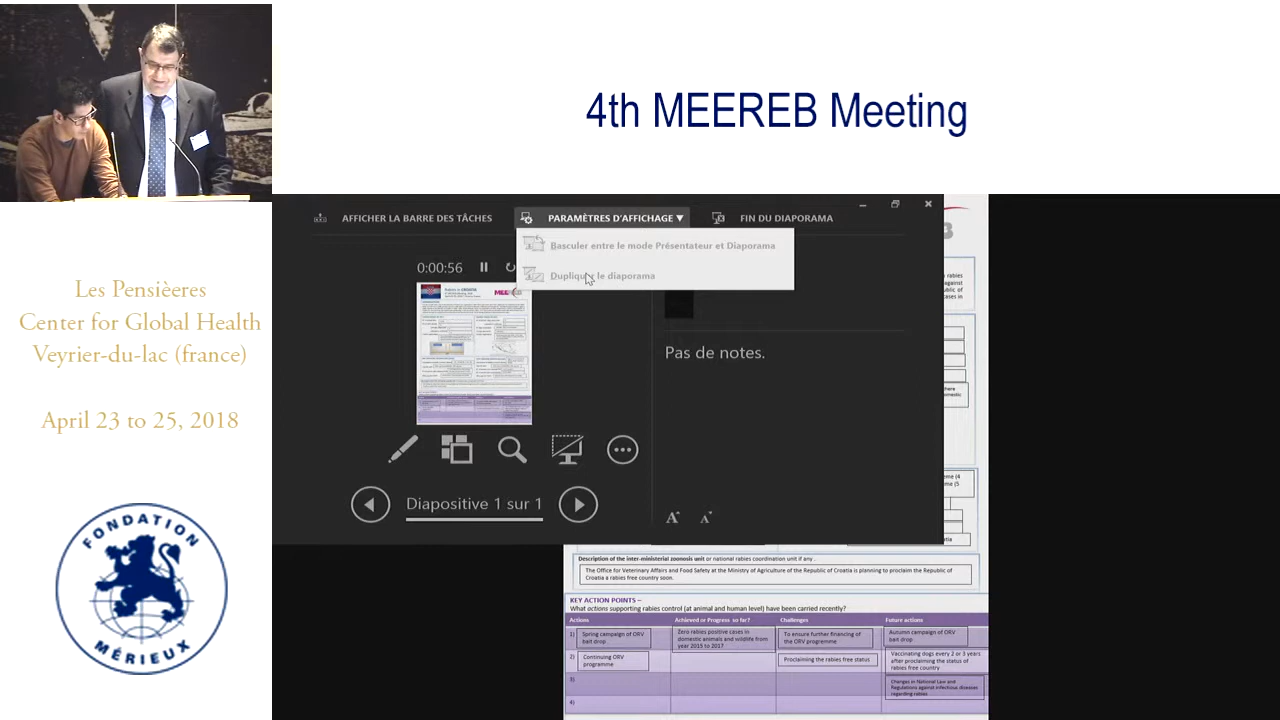 4th MEEREB Meeting
Les Pensièeres
Center for Global Health
Veyrier-du-lac (france)
April 23 to 25, 2018
FONDATION
MÉRIEUX
AFFICHER LA BARRE DES TÂCHES
PARAMÈTRES D'AFFICHAGE ▼
FIN DU DIAPORAMA
Basculer entre le mode Présentateur et Diaporama
Dupliquer le diaporama
0:00:56
Pas de notes.
Diapositive 1 sur 1
Description of the inter-ministerial zoonosis unit or national rabies coordination unit if any .
The Office for Veterinary Affairs and Food Safety at the Ministry of Agriculture of the Republic of Croatia is planning to proclaim the Republic of
Croatia a rabies free country soon.
KEY ACTION POINTS –
What actions supporting rabies control (at animal and human level) have been carried recently?
Actions
Achieved or Progress so far?
Challenges
Future actions
1)
Spring campaign of ORV
bait drop
Zero rabies positive cases in
domestic animals and wildlife from
year 2015 to 2017
To ensure further financing of
the ORV programme
Autumn campaign of ORV
bait drop
2)
Continuing ORV
programme
Proclaiming the rabies free status
Vaccinating dogs every 2 or 3 years
after proclaiming the status of
rabies free country
3)
Changes in National Law and
Regulations against infectious diseases
regarding rabies
4)